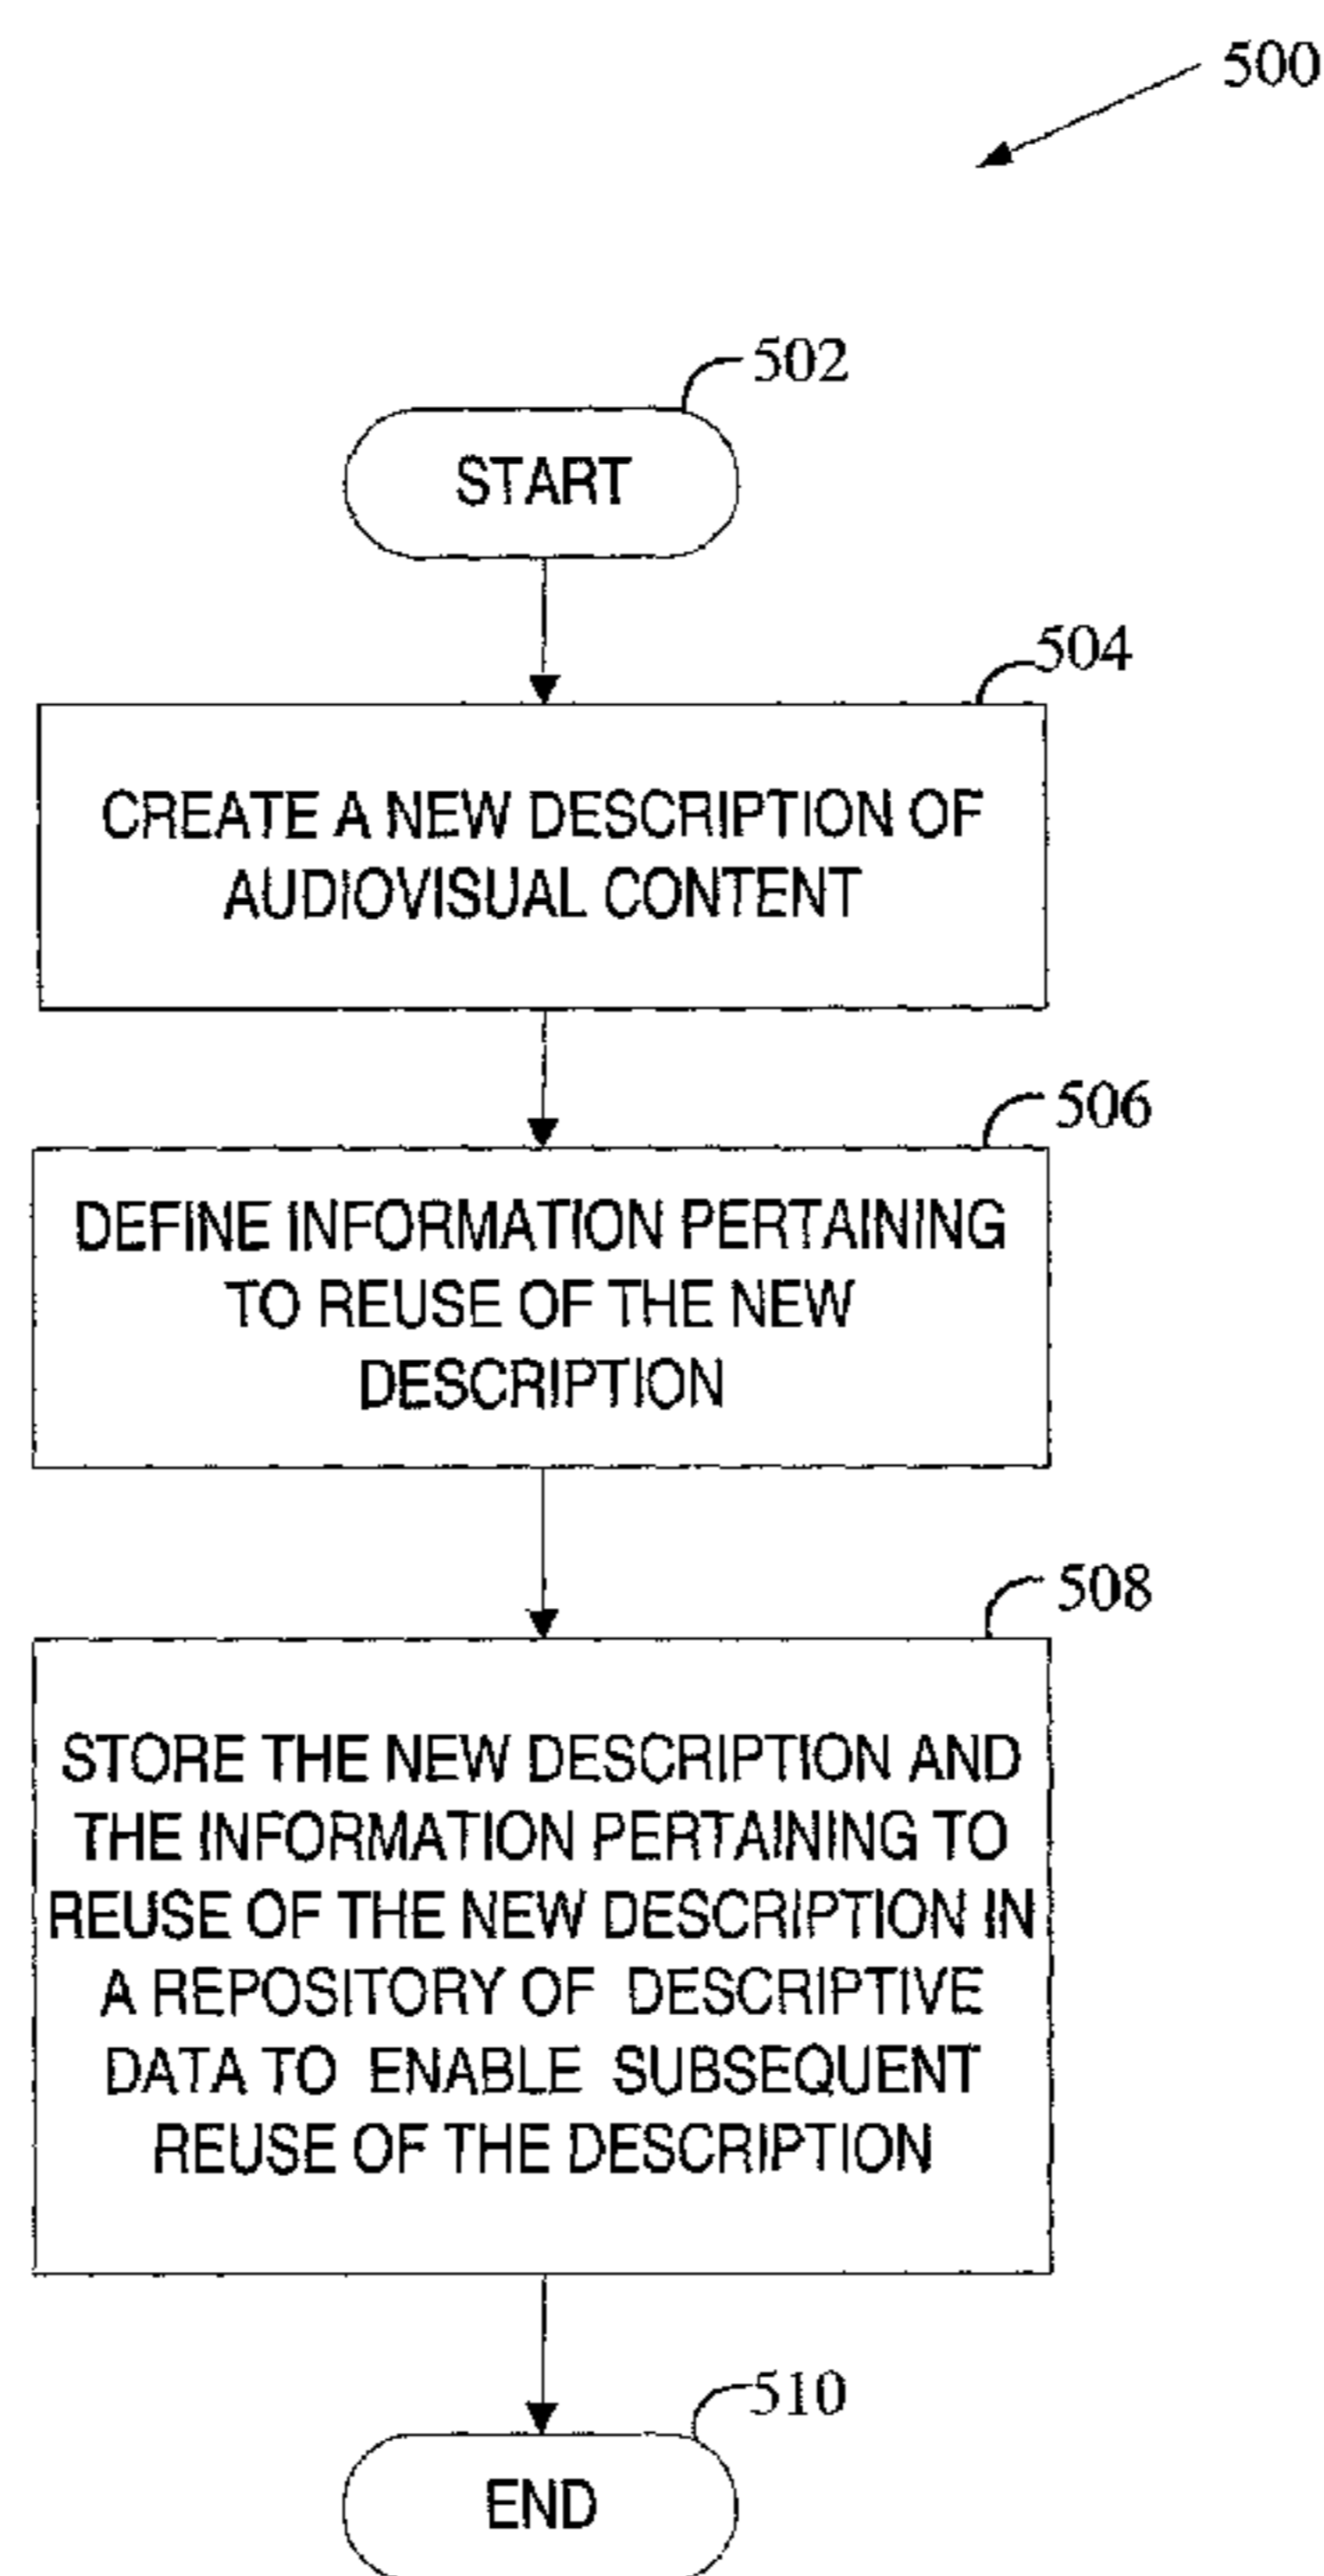 500
502
START
504
CREATE A NEW DESCRIPTION OF
AUDIOVISUAL CONTENT
506
DEFINE INFORMATION PERTAINING
TO REUSE OF THE NEW
DESCRIPTION
508
STORE THE NEW DESCRIPTION AND
THE INFORMATION PERTAINING TO
REUSE OF THE NEW DESCRIPTION IN
A REPOSITORY OF DESCRIPTIVE
DATA TO ENABLE SUBSEQUENT
REUSE OF THE DESCRIPTION
510
END